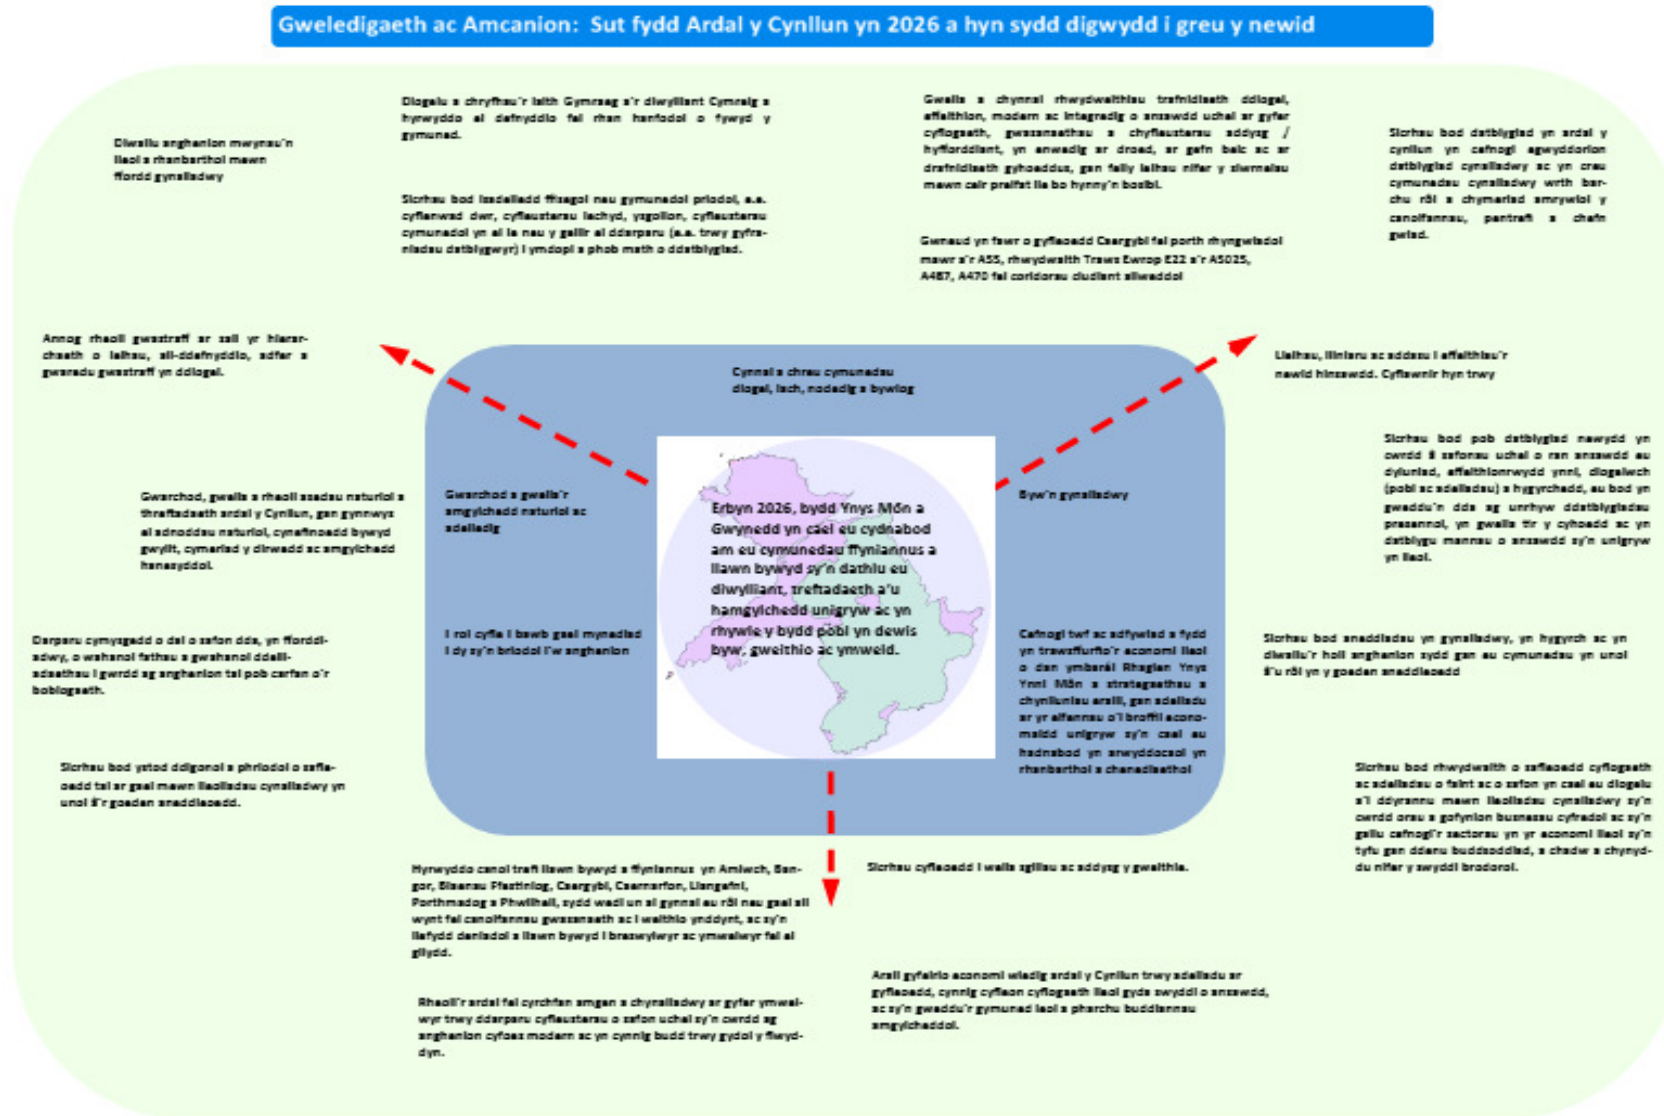 Gweledigaeth ac Amcanion: Sut fydd Ardal y Cynllun yn 2026 a hyn sydd digwydd i greu y newid
Diwallu anghenion mwynau'n
lleol a rhanbarthol mewn
ffordd gynaliadwy
Diogelu a chryfhau'r Iaith Gymraeg a'r diwylliant Cymreig a
hyrwyddo ei defnyddio fel rhan hanfodol o fywyd y
gymuned.
Sicrhau bod isadeiledd ffisegol neu gymunedol priodol, e.e.
cyflenwad dwr, cyfleusterau iechyd, ysgolion, cyfleusterau
cymunedol yn ei le neu y gellir ei ddarparu (e.e. trwy gyfra-
niadau datblygwyr) i ymdopi a phob math o ddatblygiad.
Gwella a chynnal rhwydweithiau trafnidiaeth ddiogel,
effeithlon, modern ac integredig o ansawdd uchel ar gyfer
cyflogaeth, gwasanaethau a chyfleusterau addysg /
hyfforddiant, yn enwedig ar droed, ar gefn beic ac ar
drafnidiaeth gyhoeddus, gan felly leihau nifer y siwrneiau
mewn ceir preifat lle bo hynny'n bosibl.
Gwneud yn fawr o gyfleoedd Caergybi fel porth rhyngwladol
mawr a'r A55, rhwydwaith Traws Ewrop E22 a'r A5025,
A487, A470 fel coridorau cludiant allweddol
Sicrhau bod datblygiad yn ardal y
cynllun yn cefnogi egwyddorion
datblygiad cynaliadwy ac yn creu
cymunedau cynaliadwy wrth bar-
chu rôl a chymeriad amrywiol y
canolfannau, pentrefi a chefn
gwlad.
Annog rheoli gwastraff ar sail yr hierar-
chaeth o leihau, ail-ddefnyddio, adfer a
gwaredu gwastraff yn ddiogel.
Lleihau, lliniaru ac addasu i effeithiau'r
newid hinsawdd. Cyflawnir hyn trwy
Cynnal a chreu cymunedau
diogel, iach, nodedig a bywiog
Gwarchod, gwella a rheoli asedau naturiol a
threftadaeth ardal y Cynllun, gan gynnwys
ei adnoddau naturiol, cynefinoedd bywyd
gwyllt, cymeriad y dirwedd ac amgylchedd
hanesyddol.
Gwarchod a gwella'r
amgylchedd naturiol ac
adeiledig
Erbyn 2026, bydd Ynys Môn a
Gwynedd yn cael eu cydnabod
am eu cymunedau ffyniannus a
llawn bywyd sy'n dathlu eu
diwylliant, treftadaeth a'u
hamgylchedd unigryw ac yn
rhywle y bydd pobl yn dewis
byw, gweithio ac ymweld.
Byw'n gynaliadwy
Sicrhau bod pob datblygiad newydd yn
cwrdd â safonau uchel o ran ansawdd eu
dyluniad, effeithlonrwydd ynni, diogelwch
(pobl ac adeiladau) a hygyrchedd, eu bod yn
gweddu'n dda ag unrhyw ddatblygiadau
presennol, yn gwella tir y cyhoedd ac yn
datblygu mannau o ansawdd sy'n unigryw
yn lleol.
Darparu cymysgedd o dai o safon dda, yn fforddi-
adwy, o wahanol fathau a gwahanol ddeili-
adaethau i gwrdd ag anghenion tai pob carfan o'r
boblogaeth.
I roi cyfle i bawb gael mynediad
i dy sy'n briodol i'w anghenion
Cefnogi twf ac adfywiad a fydd
yn trawsffurfio'r economi lleol
o dan ymbarél Rhaglen Ynys
Ynni Môn a strategaethau a
chynlluniau eraill, gan adeiladu
ar yr elfennau o'i broffil econo-
maidd unigryw sy'n cael eu
hadnabod yn arwyddocaol yn
rhanbarthol a chenedlaethol
Sicrhau bod aneddiadau yn gynaliadwy, yn hygyrch ac yn
diwallu'r holl anghenion sydd gan eu cymunedau yn unol
â'u rôl yn y goeden aneddleoedd
Sicrhau bod ystod ddigonol a phriodol o safle-
oedd tai ar gael mewn lleoliadau cynaliadwy yn
unol â'r goeden aneddleoedd.
Sicrhau bod rhwydwaith o safleoedd cyflogaeth
ac adeiladau o faint ac o safon yn cael eu diogelu
a'i ddyrannu mewn lleoliadau cynaliadwy sy'n
cwrdd orau a gofynion busnesau cyfredol ac sy'n
gallu cefnogi'r sectorau yn yr economi lleol sy'n
tyfu gan ddenu buddsoddiad, a chadw a chynyd-
du nifer y swyddi brodorol.
Hyrwyddo canol trefi llawn bywyd a ffyniannus yn Amlwch, Ban-
gor, Blaenau Ffestiniog, Caergybi, Caernarfon, Llangefni,
Porthmadog a Phwllheli, sydd wedi un ai gynnal eu rôl neu gael ail
wynt fel canolfannau gwasanaeth ac i weithio ynddynt, ac sy'n
llefydd deniadol a llawn bywyd i breswylwyr ac ymwelwyr fel ei
gilydd.
Sicrhau cyfleoedd i wella sgiliau ac addysg y gweithle.
Rheoli'r ardal fel cyrchfan amgen a chynaliadwy ar gyfer ymwel-
wyr trwy ddarparu cyfleusterau o safon uchel sy'n cwrdd ag
anghenion cyfoes modern ac yn cynnig budd trwy gydol y flwyd-
dyn.
Arall gyfeirio economi wledig ardal y Cynllun trwy adeiladu ar
gyfleoedd, cynnig cyfleon cyflogaeth lleol gyda swyddi o ansawdd,
ac sy'n gweddu'r gymuned leol a pharchu buddiannau
amgylcheddol.